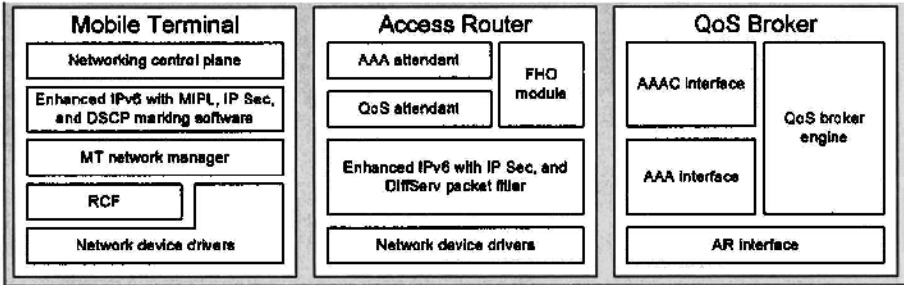 Mobile Terminal
Networking control plane
Enhanced IPv6 with MIPL, IP Sec,
and DSCP marking software
MT network manager
RCF
Network device drivers
Access Router
AAA attendant
FHO
module
QoS attendant
Enhanced IPv6 with IP Sec, and
DiffServ packet filler
Network device drivers
QoS Broker
AAAC interface
QoS broker
engine
AAA interface
AR interface